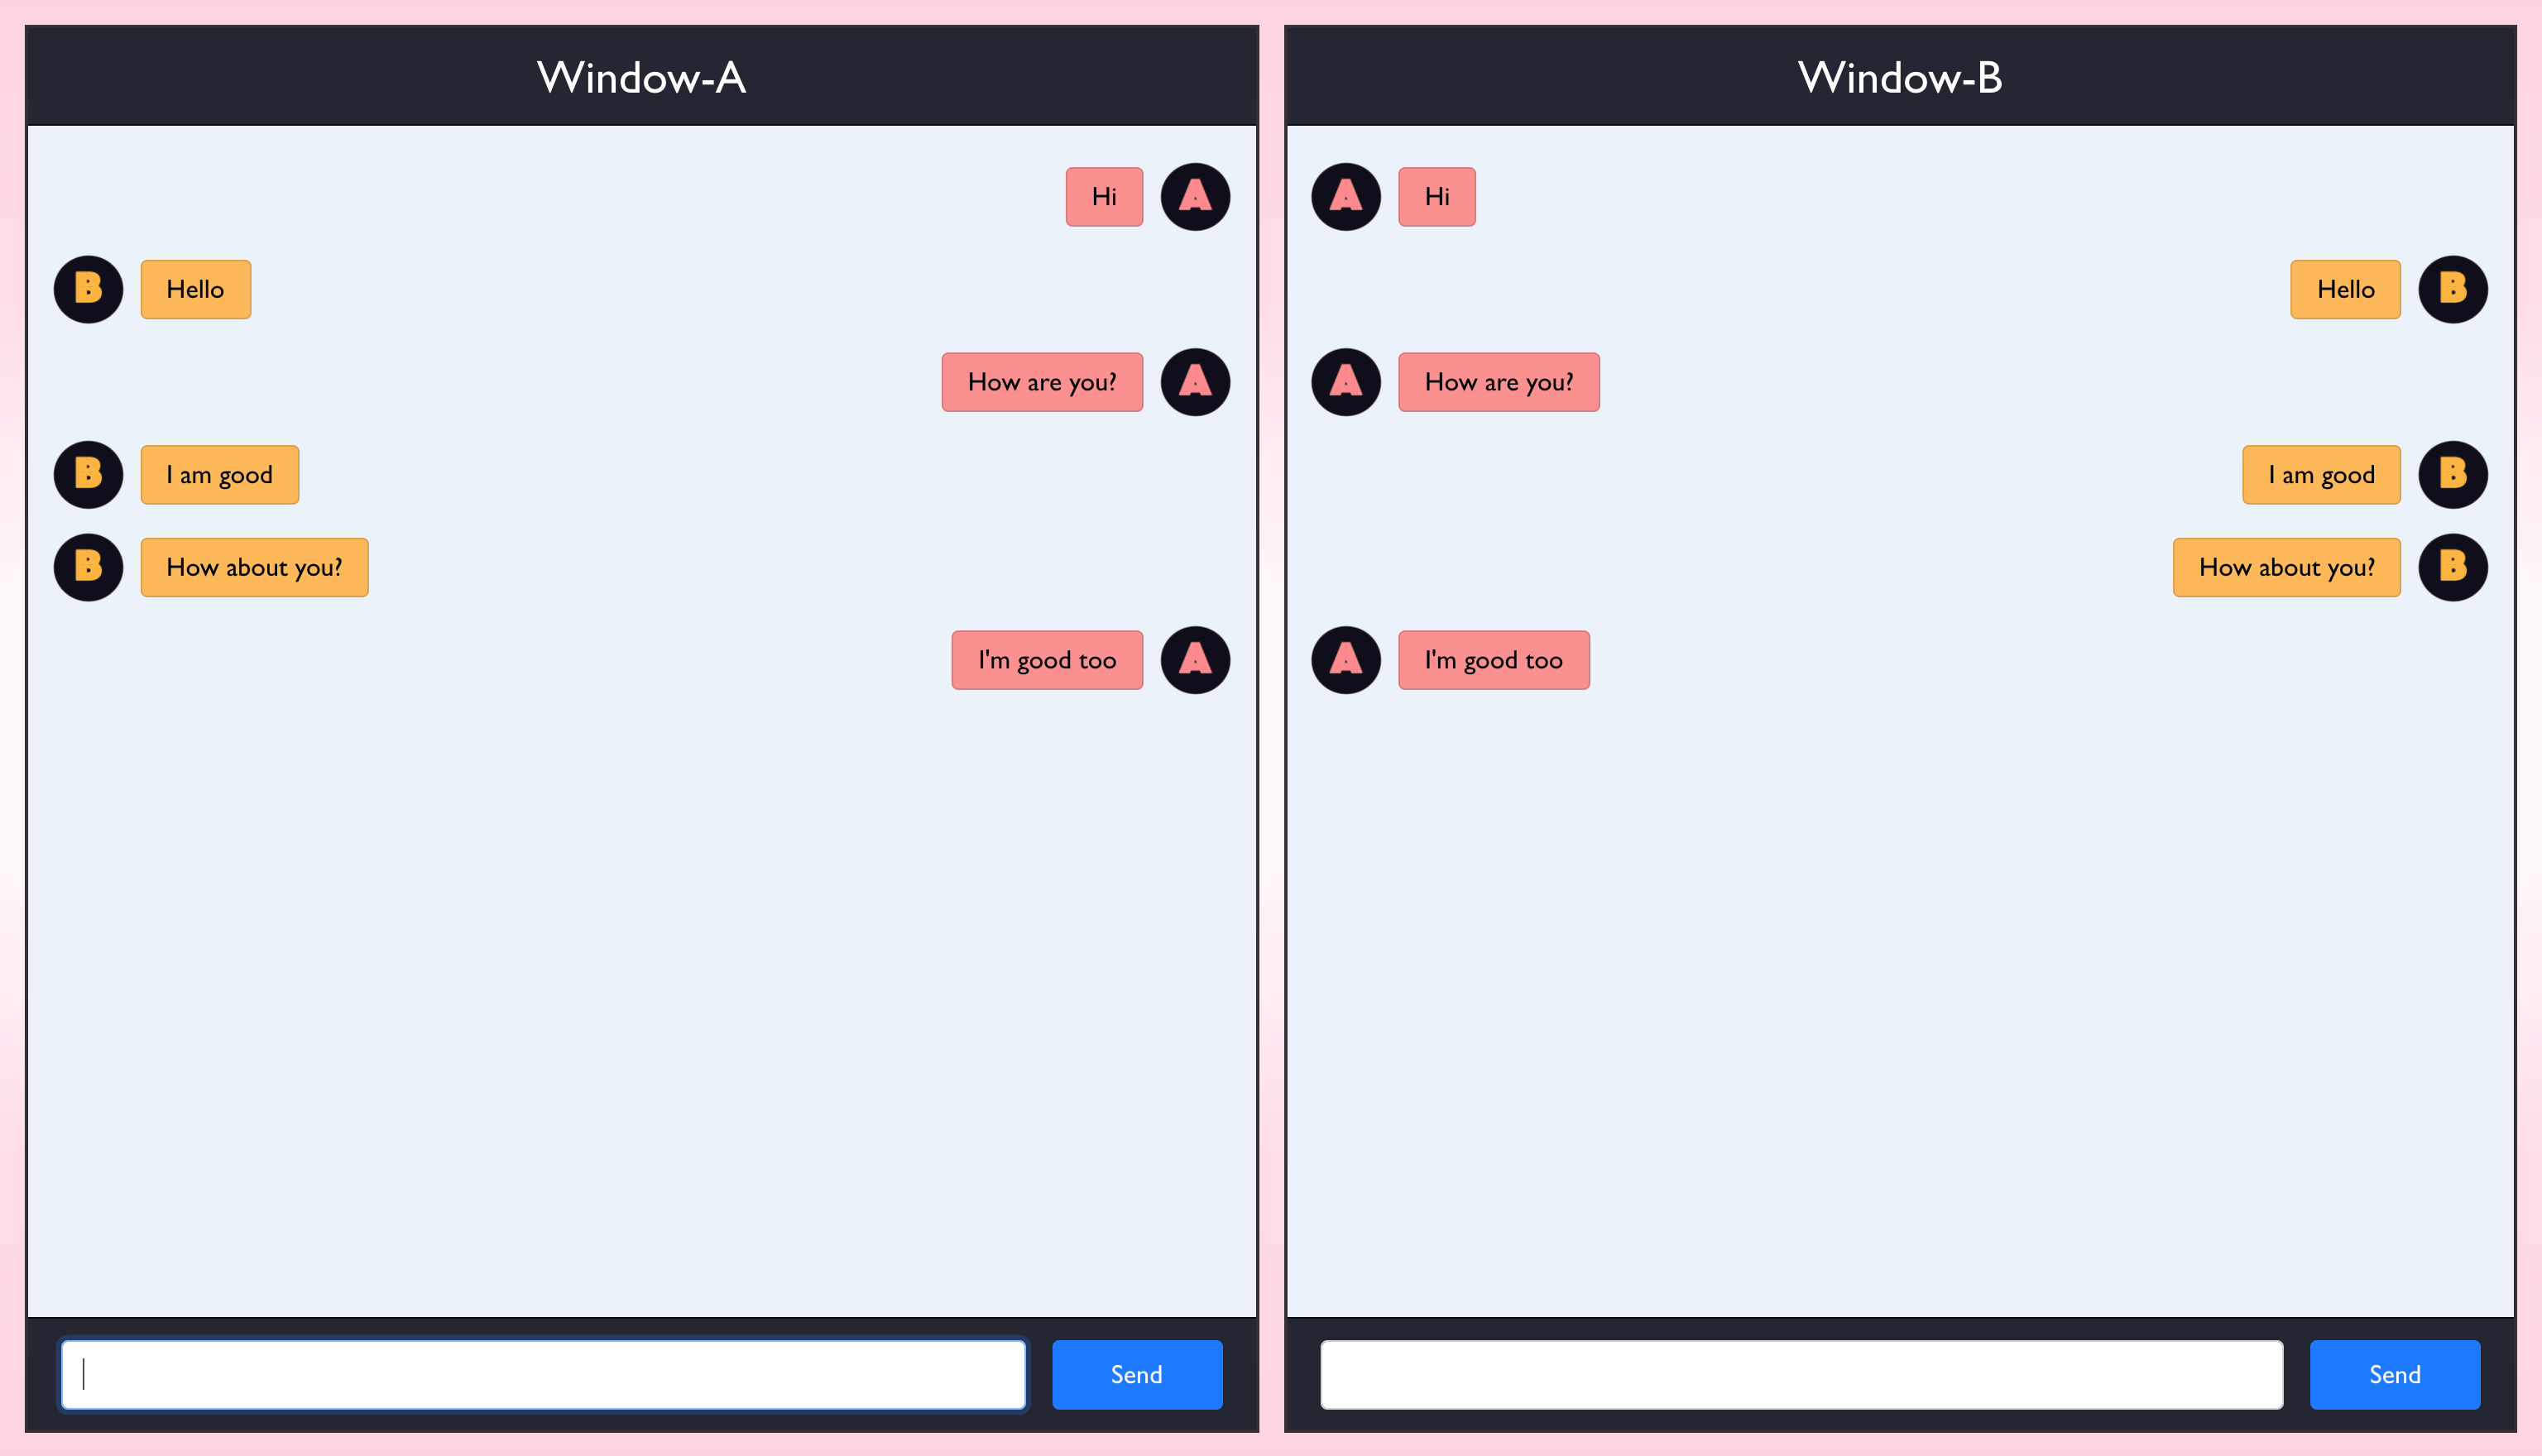 Window-A
Hi A
B Hello
How are you? A
B I am good
B How about you?
I'm good too A
Send
Window-B
A Hi
Hello B
A How are you?
I am good B
How about you? B
A I'm good too
Send